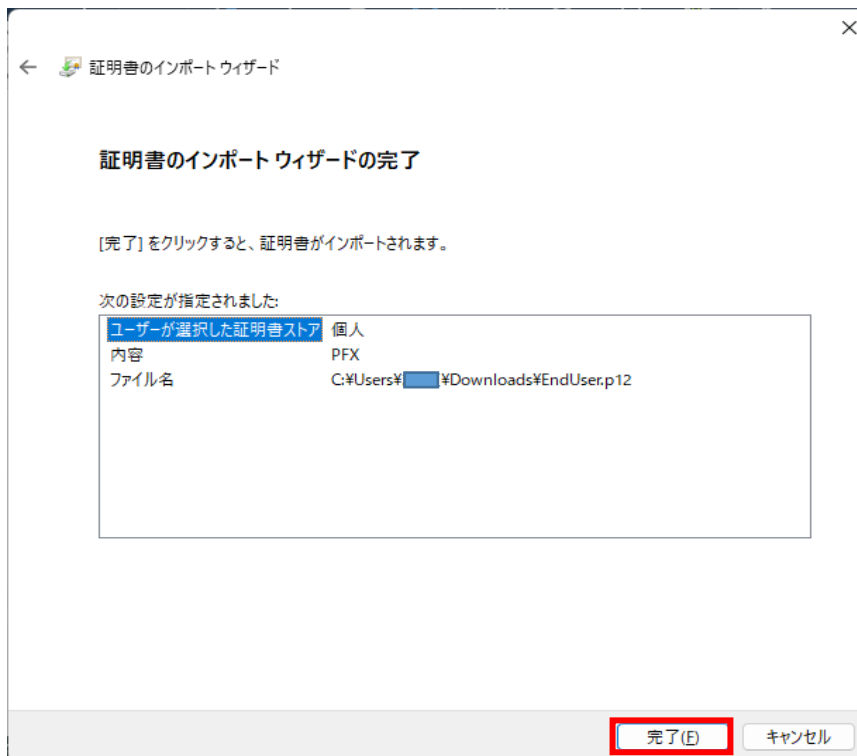 証明書のインポート ウィザード
証明書のインポート ウィザードの完了
[完了] をクリックすると、証明書がインポートされます。
次の設定が指定されました:
ユーザーが選択した証明書ストア 個人
内容 PFX
ファイル名 C:¥Users¥ ¥Downloads¥EndUser.p12
完了(F) キャンセル